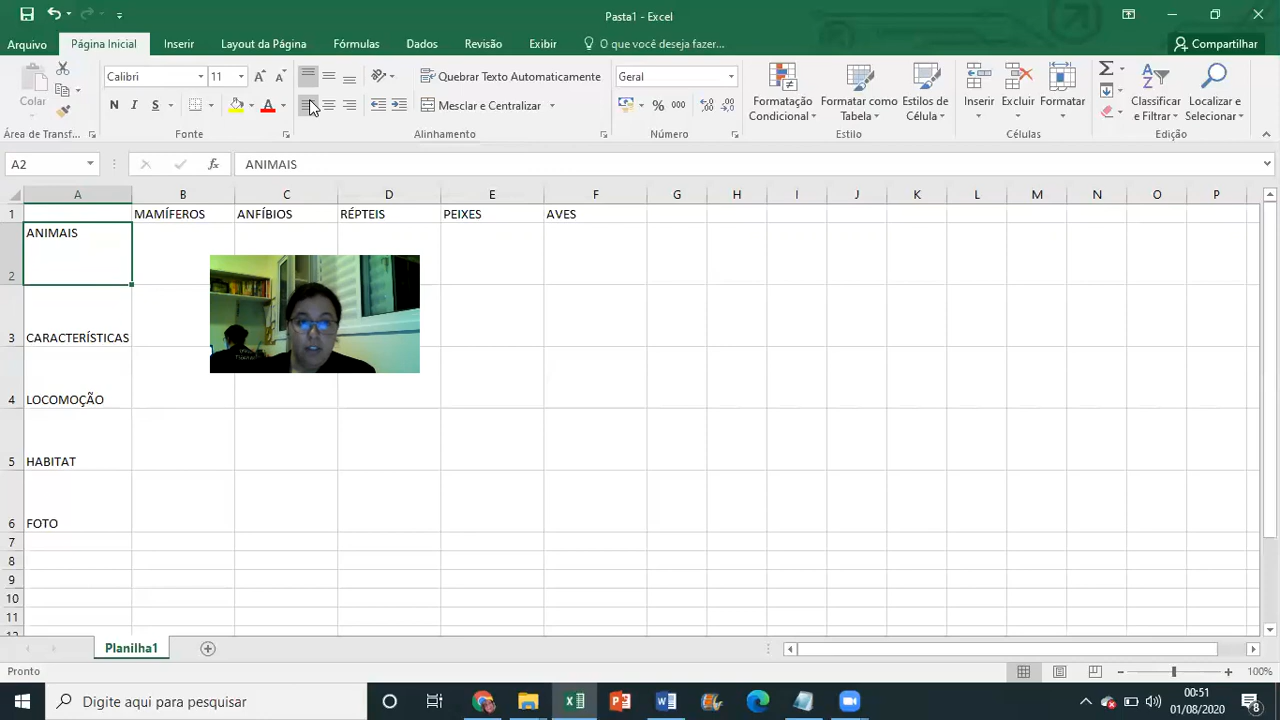 Pasta1 - Excel
Arquivo
Página Inicial
Inserir
Layout da Página
Fórmulas
Dados
Revisão
Exibir
O que você deseja fazer...
Compartilhar
Colar
Calibri
11
N I S
Quebrar Texto Automaticamente
Mesclar e Centralizar
Geral
% 000
Formatação Condicional
Formatar como Tabela
Estilos de Célula
Inserir
Excluir
Formatar
Classificar e Filtrar
Localizar e Selecionar
Área de Transf...
Fonte
Alinhamento
Número
Estilo
Células
Edição
A2
fx
ANIMAIS
A B C D E F G H I J K L M N O P
1 MAMÍFEROS ANFÍBIOS RÉPTEIS PEIXES AVES
2 ANIMAIS
3 CARACTERÍSTICAS
4 LOCOMOÇÃO
5 HABITAT
6 FOTO
7
8
9
10
11
12
Planilha1
Pronto
100%
Digite aqui para pesquisar
00:51
01/08/2020
8